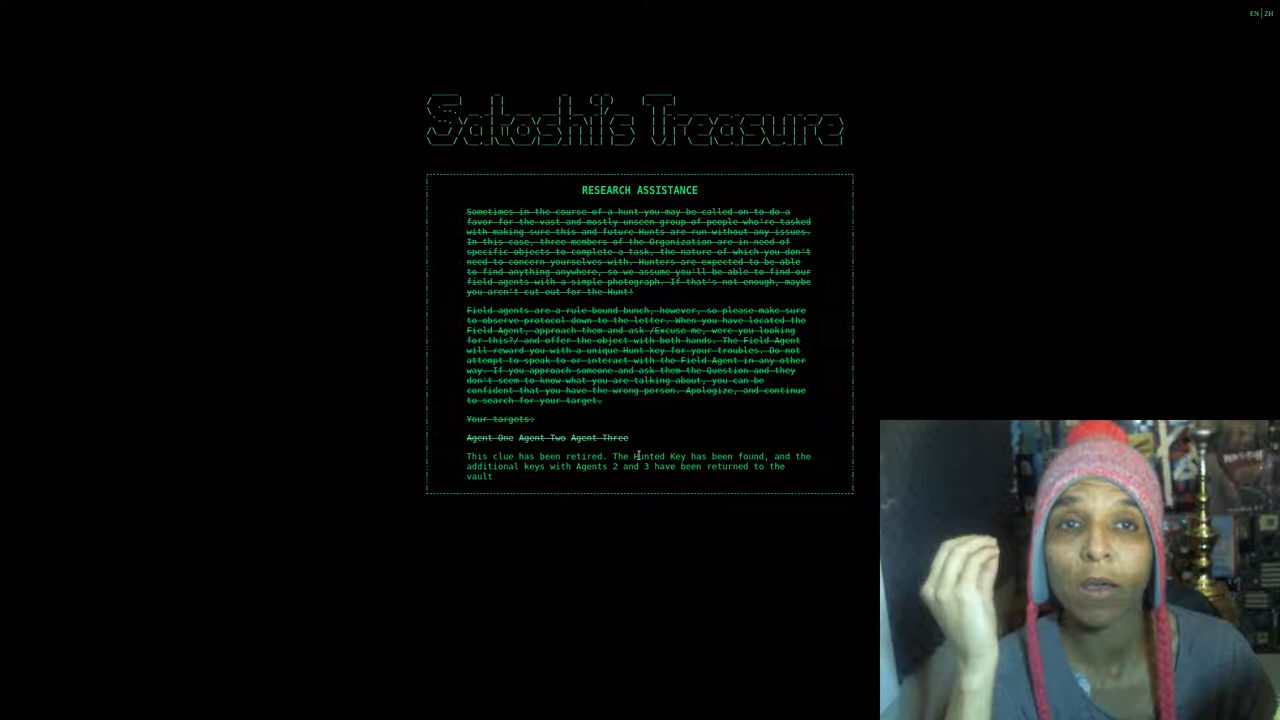 EN|ZH
Satoshi's Treasure
RESEARCH ASSISTANCE
Sometimes in the course of a hunt you may be called on to do a
favor for the vast and mostly unseen group of people who're tasked
with making sure this and future Hunts are run without any issues.
In this case, three members of the Organization are in need of
specific objects to complete a task, the nature of which you don't
need to concern yourselves with. Hunters are expected to be able
to find anything anywhere, so we assume you'll be able to find our
field agents with a simple photograph. If that's not enough, maybe
you aren't cut out for the Hunt!
Field agents are a rule-bound bunch, however, so please make sure
to observe protocol down to the letter. When you have located the
Field Agent, approach them and ask /Excuse me, were you looking
for this?/ and offer the object with both hands. The Field Agent
will reward you with a unique Hunt key for your troubles. Do not
attempt to speak to or interact with the Field Agent in any other
way. If you approach someone and ask them the Question and they
don't seem to know what you are talking about, you can be
confident that you have the wrong person. Apologize, and continue
to search for your target.
Your targets:
Agent One Agent Two Agent Three
This clue has been retired. The Hunted Key has been found, and the
additional keys with Agents 2 and 3 have been returned to the
vault